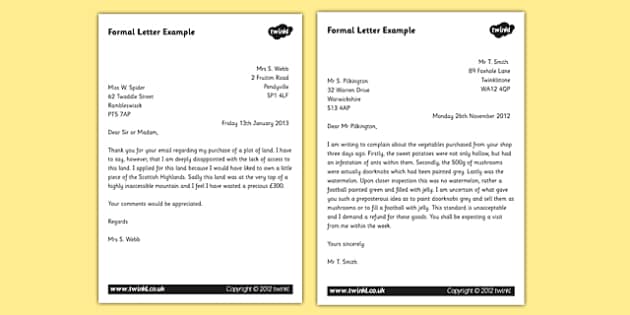 Formal Letter Example
twinkl
Mrs S. Webb
2 Fruiton Road
Pendyville
SP1 4LF
Miss W. Spider
62 Twaddle Street
Rambleswask
PT5 7AP
Friday 13th January 2013
Dear Sir or Madam,
Thank you for your email regarding my purchase of a plot of land. I have
to say, however, that I am deeply disappointed with the lack of access to
this land. I applied for this land because I would have liked to own a little
piece of the Scottish Highlands. Sadly this land was at the very top of a
highly inaccessible mountain and I feel I have wasted a precious £300.
Your comments would be appreciated.
Regards
Mrs S. Webb
www.twinkl.co.uk
Copyright © 2012 twinkl
Formal Letter Example
twinkl
Mr T. Smith
89 Foxhole Lane
Twinklstone
WA12 4QP
Mr S. Pilkington
32 Warren Drive
Warwickshire
S13 4AP
Monday 26th November 2012
Dear Mr Pilkington,
I am writing to complain about the vegetables purchased from your shop
three days ago. Firstly, the sweet potatoes were not only hollow, but had
an infestation of ants within them. Secondly, the 500g of mushrooms
were actually doorknobs which had been painted grey. Lastly was the
watermelon. Upon closer inspection this was no watermelon, rather a
football painted green and filled with jelly. I am uncertain of what gave
you such a preposterous idea as to paint doorknobs grey and sell them as
mushrooms or to fill a football with jelly. This standard is unacceptable
and I demand a refund for these goods. You shall be expecting a visit
from me within the week.
Yours sincerely
Mr T. Smith
www.twinkl.co.uk
Copyright © 2012 twinkl